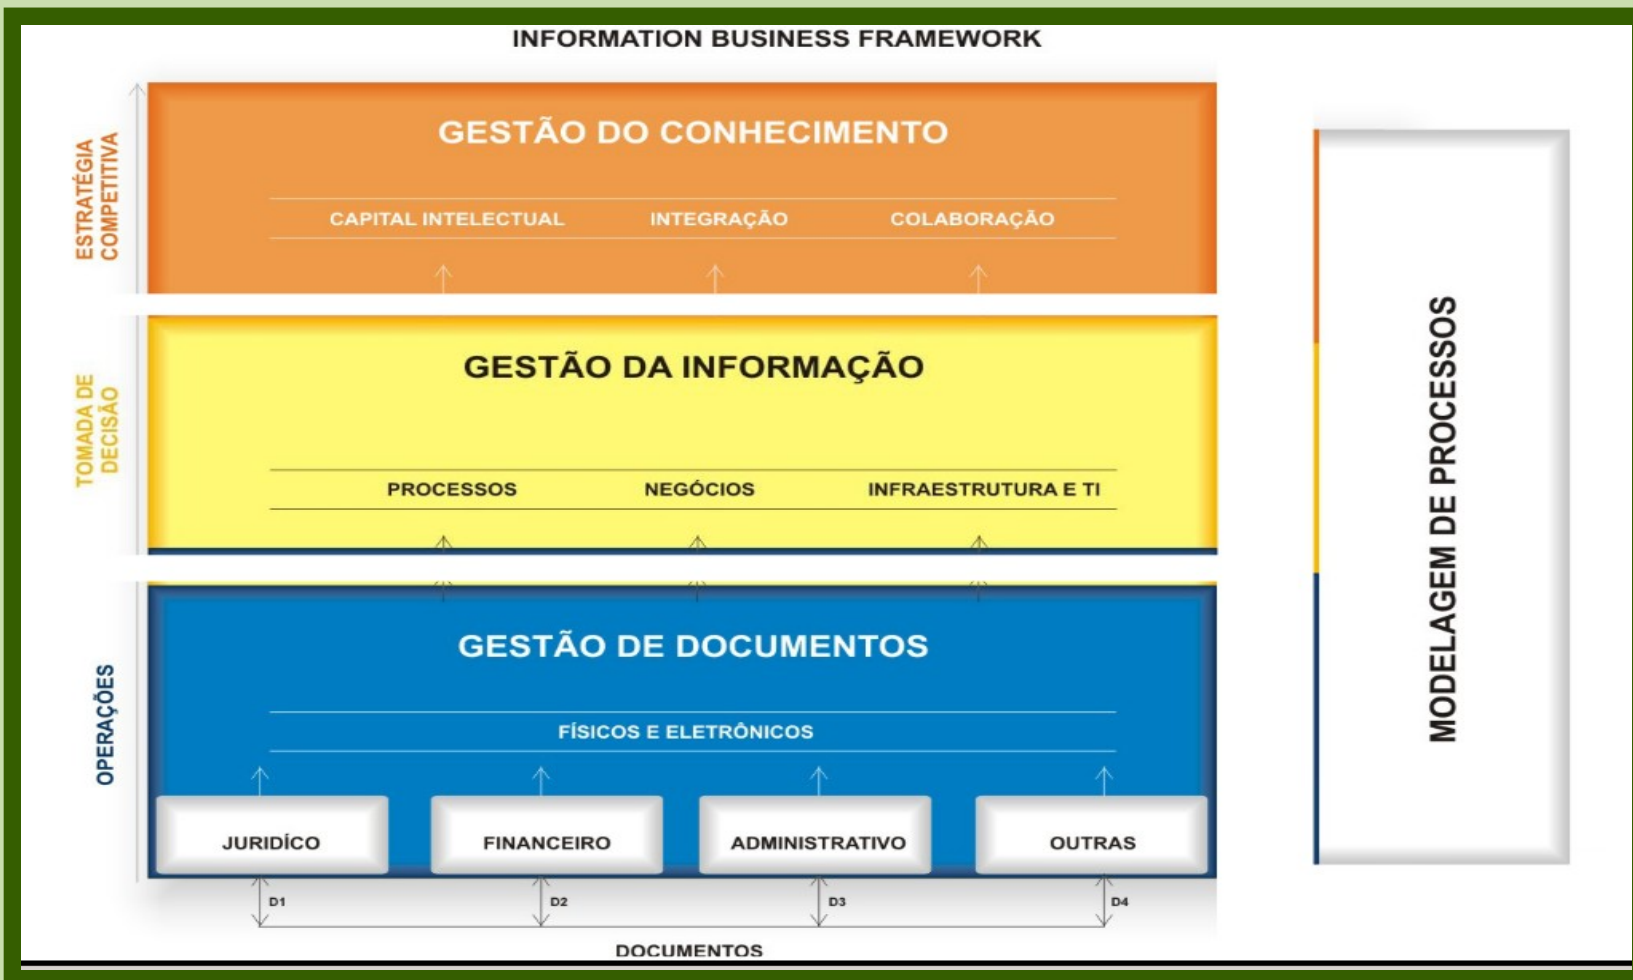 INFORMATION BUSINESS FRAMEWORK
ESTRATÉGIA
COMPETITIVA
GESTÃO DO CONHECIMENTO
CAPITAL INTELECTUAL INTEGRAÇÃO COLABORAÇÃO
TOMADA DE
DECISÃO
GESTÃO DA INFORMAÇÃO
PROCESSOS NEGÓCIOS INFRAESTRUTURA E TI
OPERAÇÕES
GESTÃO DE DOCUMENTOS
FÍSICOS E ELETRÔNICOS
JURIDÍCO FINANCEIRO ADMINISTRATIVO OUTRAS
D1 D2 D3 D4
DOCUMENTOS
MODELAGEM DE PROCESSOS